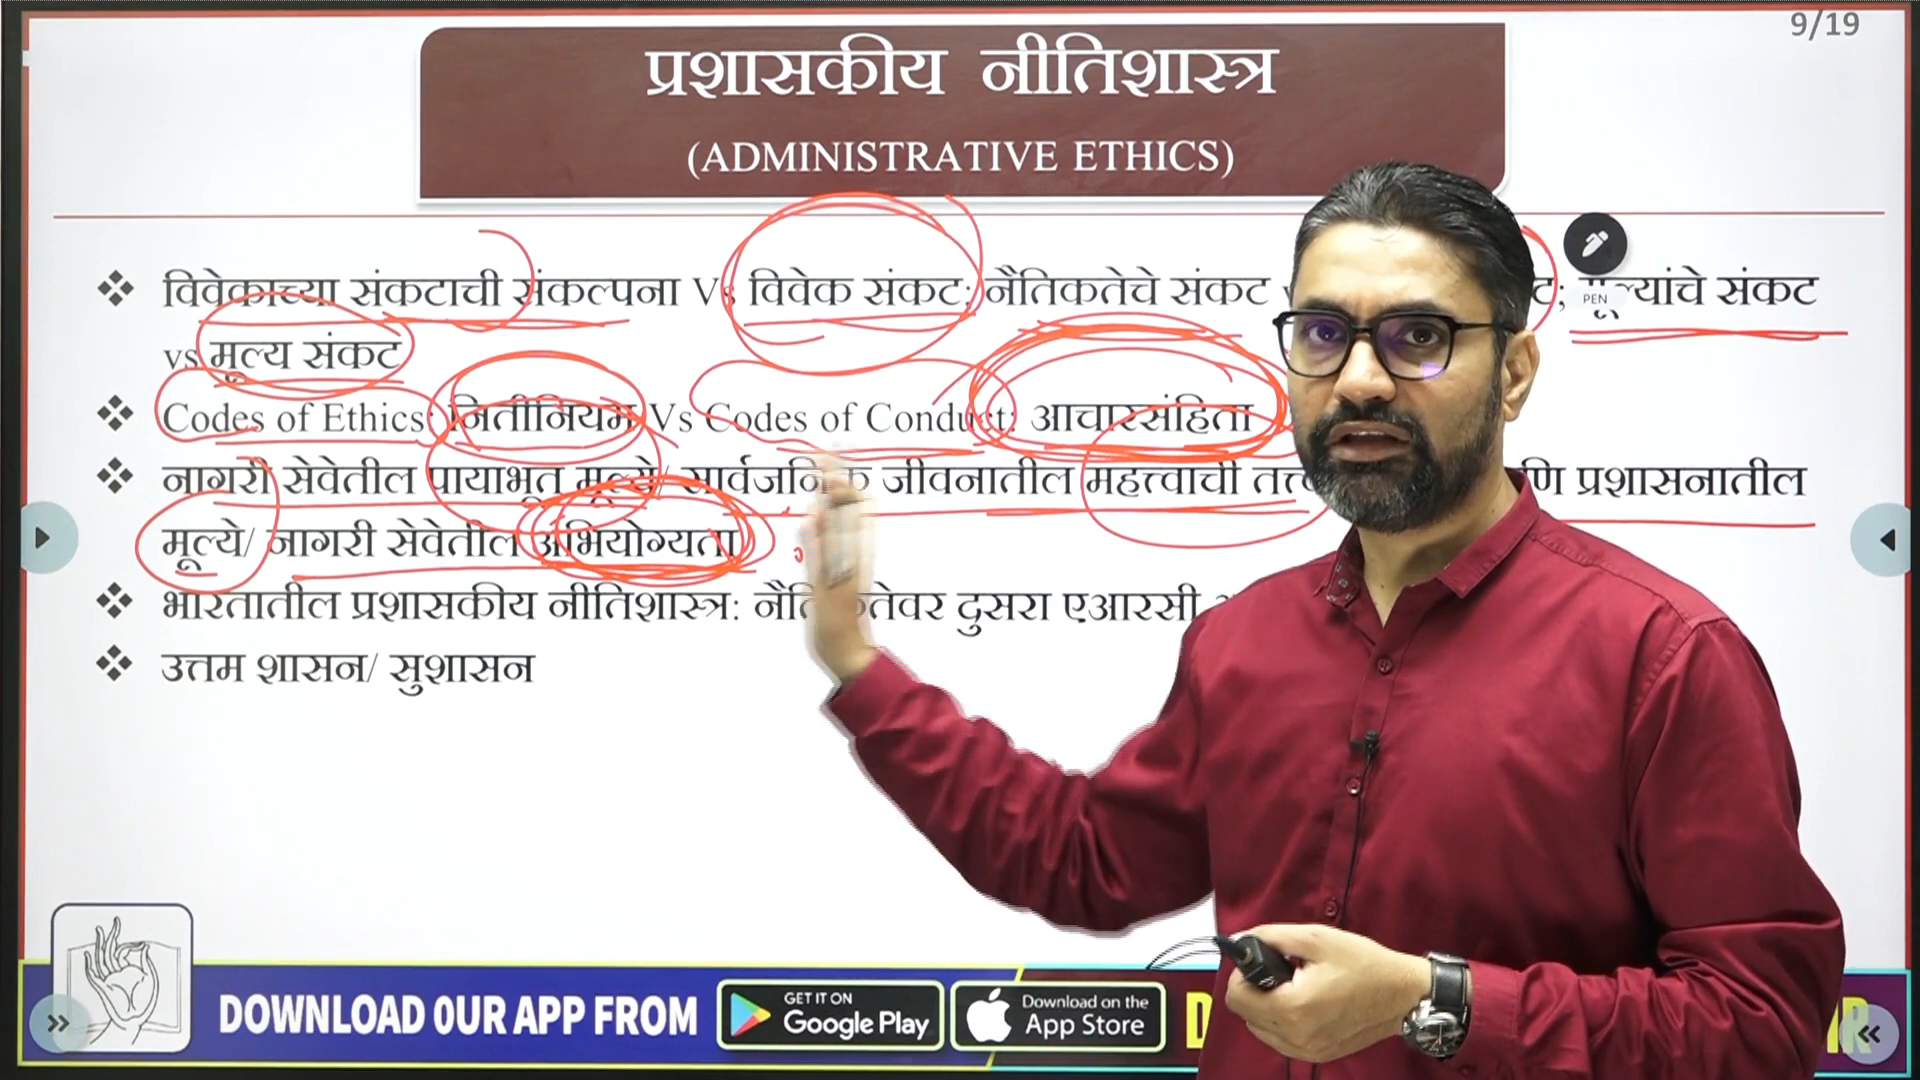 9/19
प्रशासकीय नीतिशास्त्र
(ADMINISTRATIVE ETHICS)
❖ विवेकाच्या संकटाची संकल्पना Vs विवेक संकट; नैतिकतेचे संकट
PEN
संकट
vs मुल्य संकट
❖ Codes of Ethics: नितीनियम Vs Codes of Conduct: आचारसंहिता
❖ नागरी सेवेतील पायाभूत मूल्ये/ सार्वजनिक जीवनातील महत्त्वाची प्रशासनातील
मूल्ये/ नागरी सेवेतील अभियोग्यता
❖ भारतातील प्रशासकीय नीतिशास्त्र: दुसरा एआरसी
❖ उत्तम शासन/ सुशासन
DOWNLOAD 0UR APP FROM
GET IT ON
Google Play
Download on the
App Store